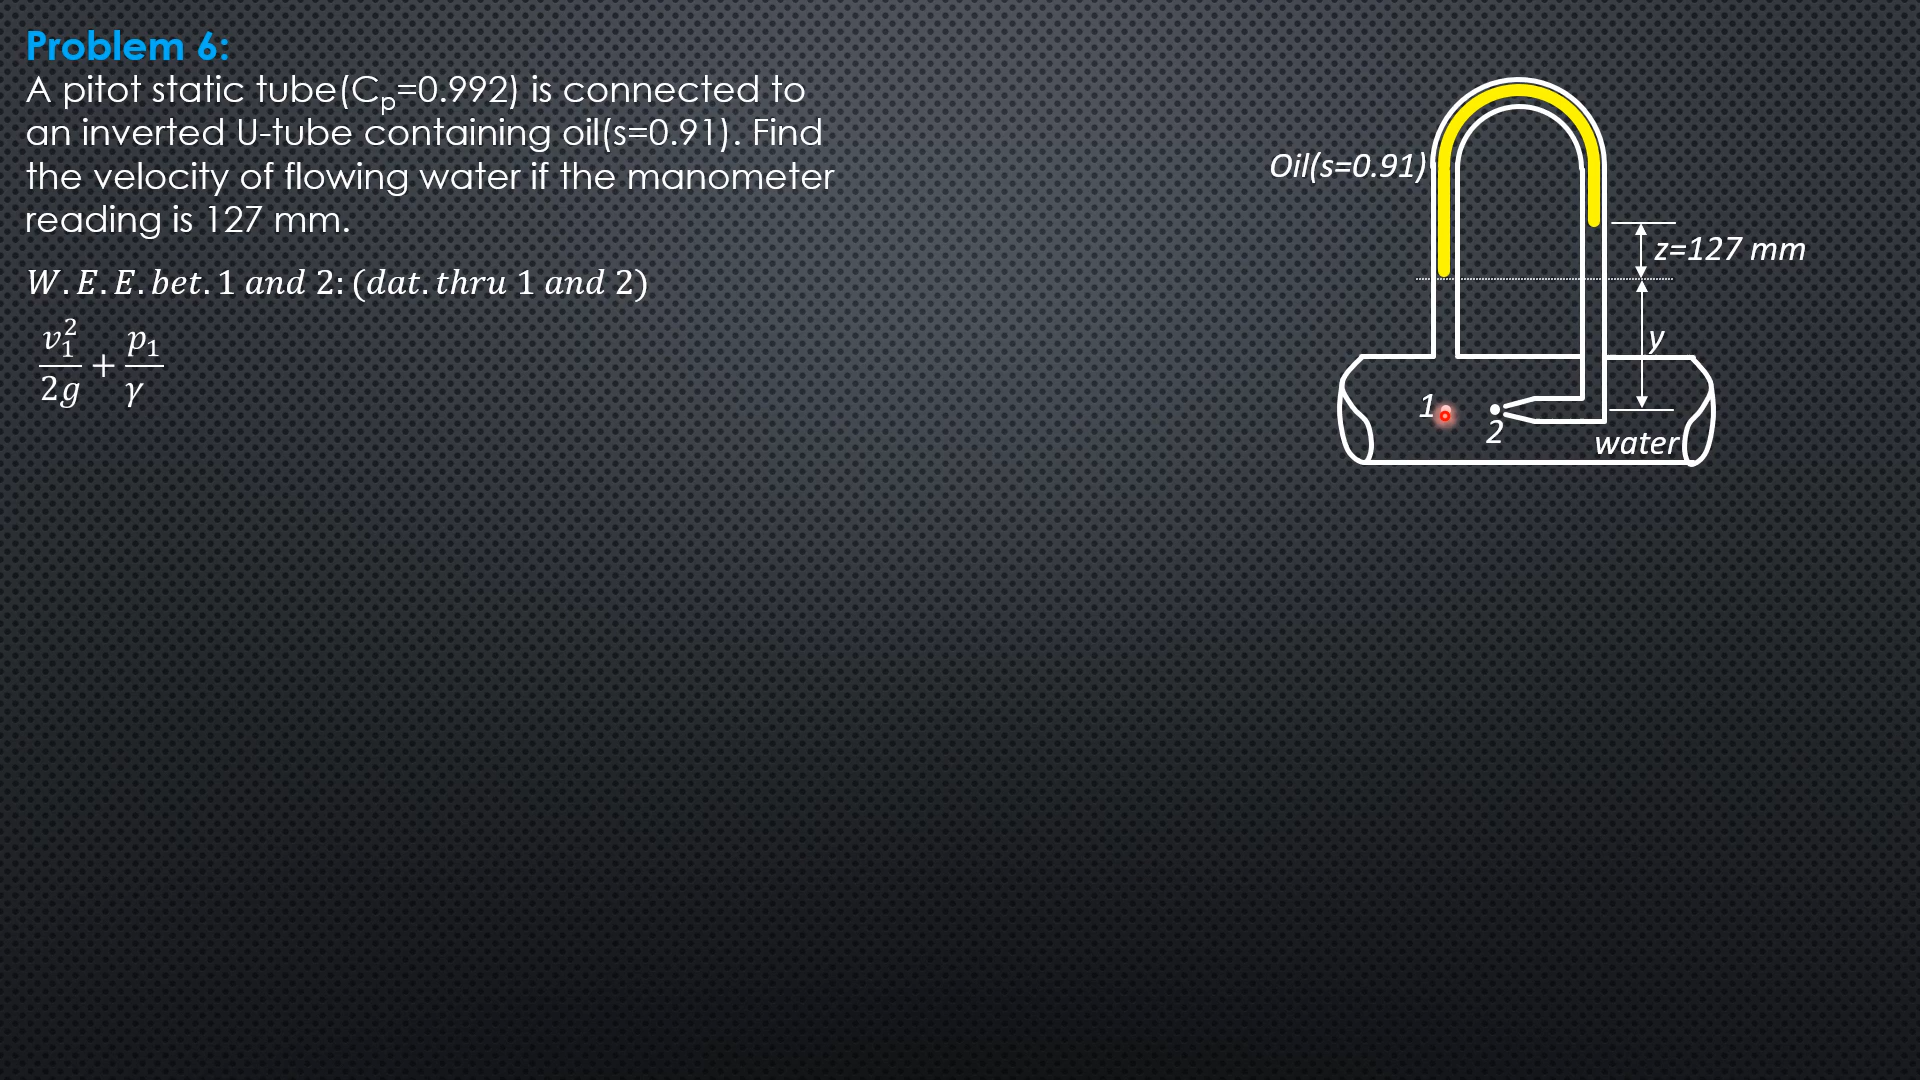 Problem 6:
A pitot static tube(Cp=0.992) is connected to
an inverted U-tube containing oil(s=0.91). Find
the velocity of flowing water if the manometer
reading is 127 mm.
W.E.E.bet.1 and 2:(dat.thru 1 and 2)
v₁²/2g + p₁/γ
Oil(s=0.91)
z=127 mm
y
1
2
water